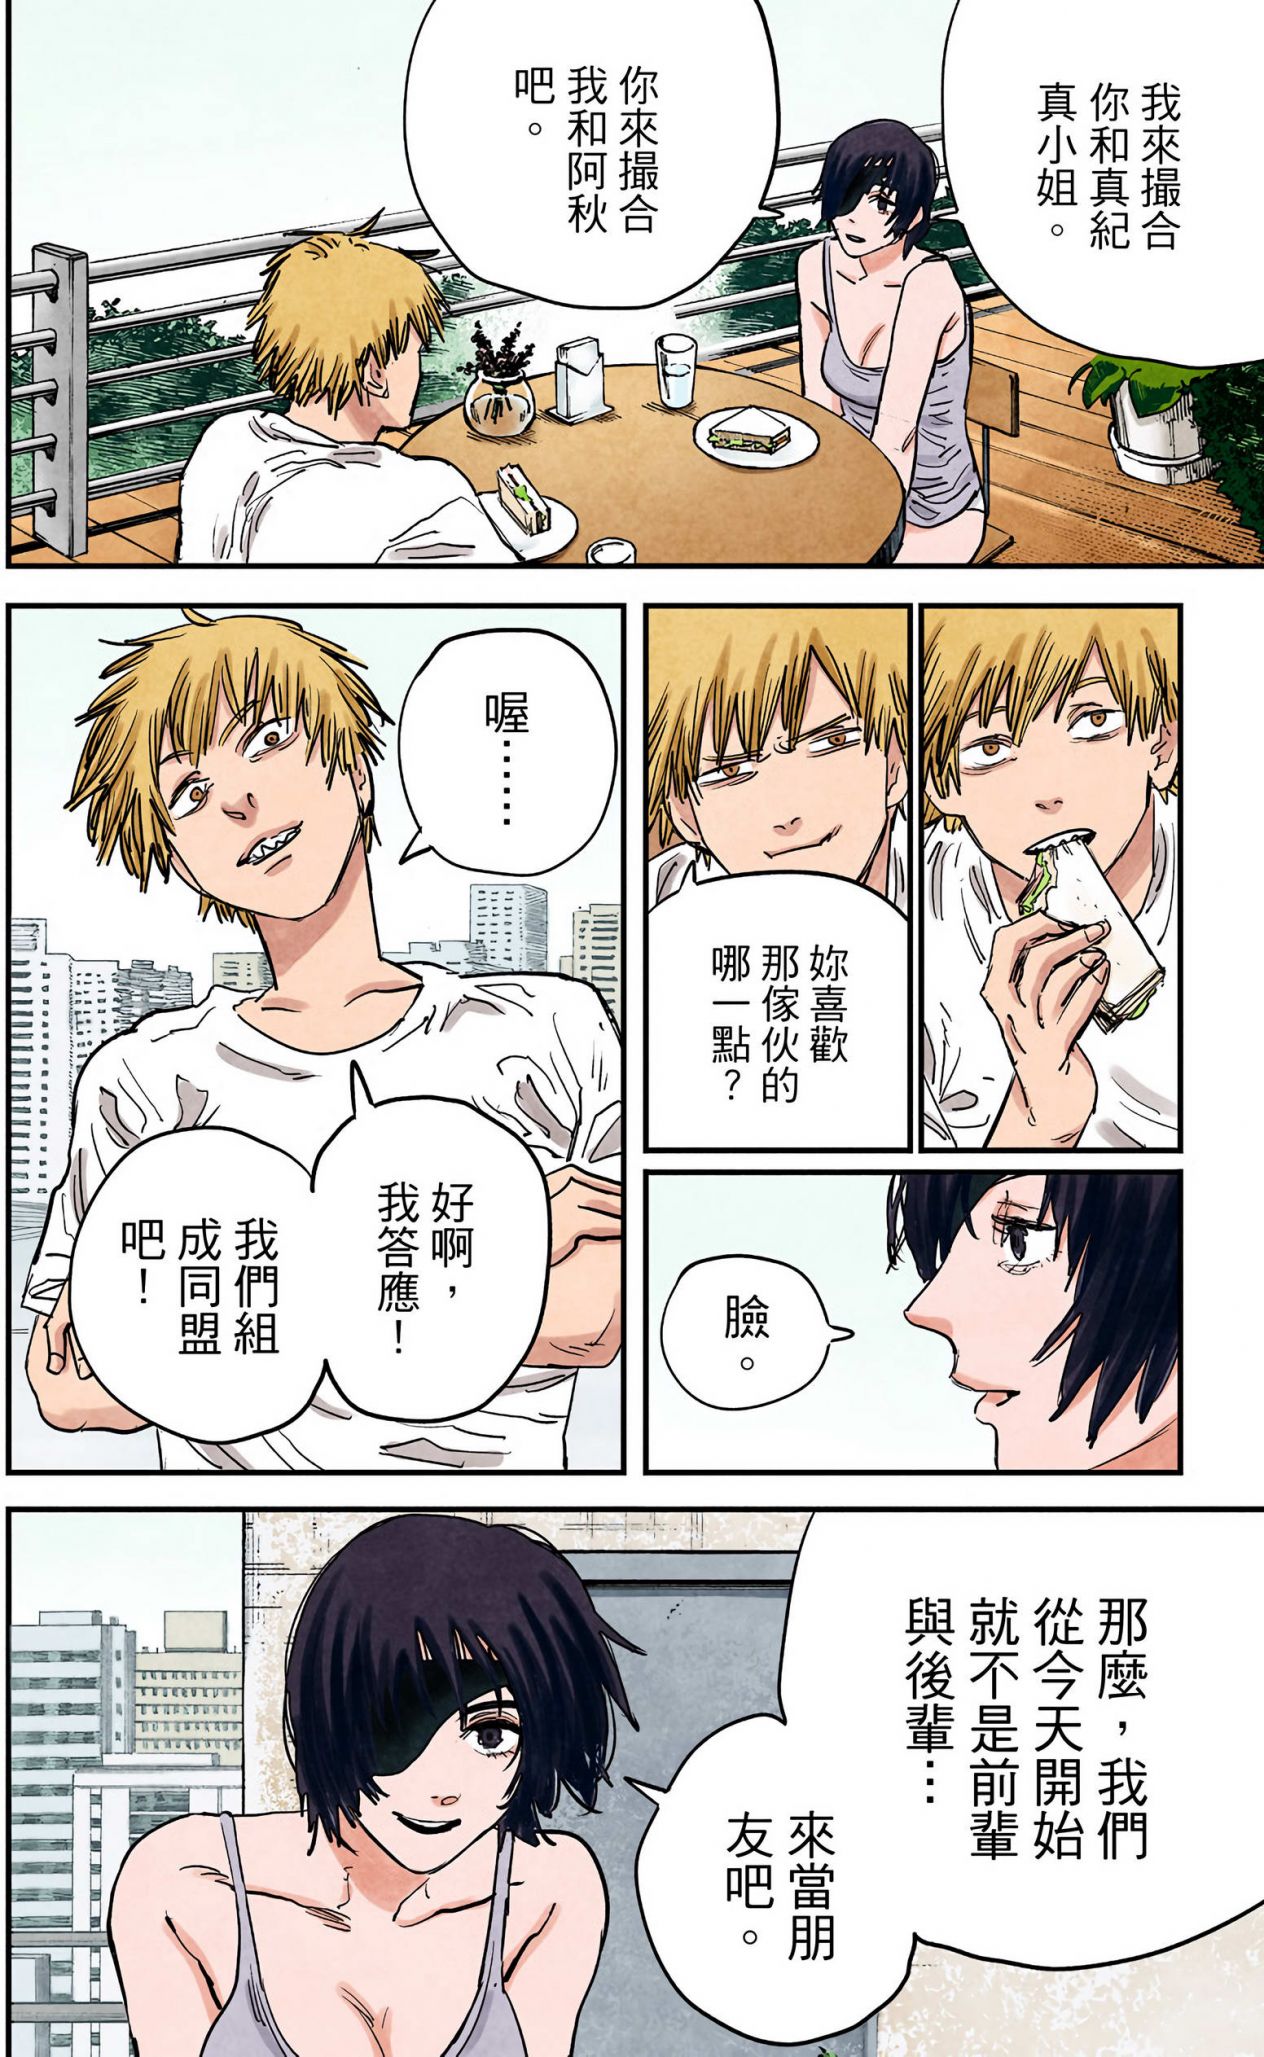 我來撮合
你和真紀
真小姐。
你來撮合
我和阿秋
吧。
妳喜歡
那傢伙的
哪一點？
臉。
喔……
好啊，
我答應！
我們組
成同盟
吧！
那麼，我們
從今天開始
就不是前輩
與後輩…
來當朋
友吧。